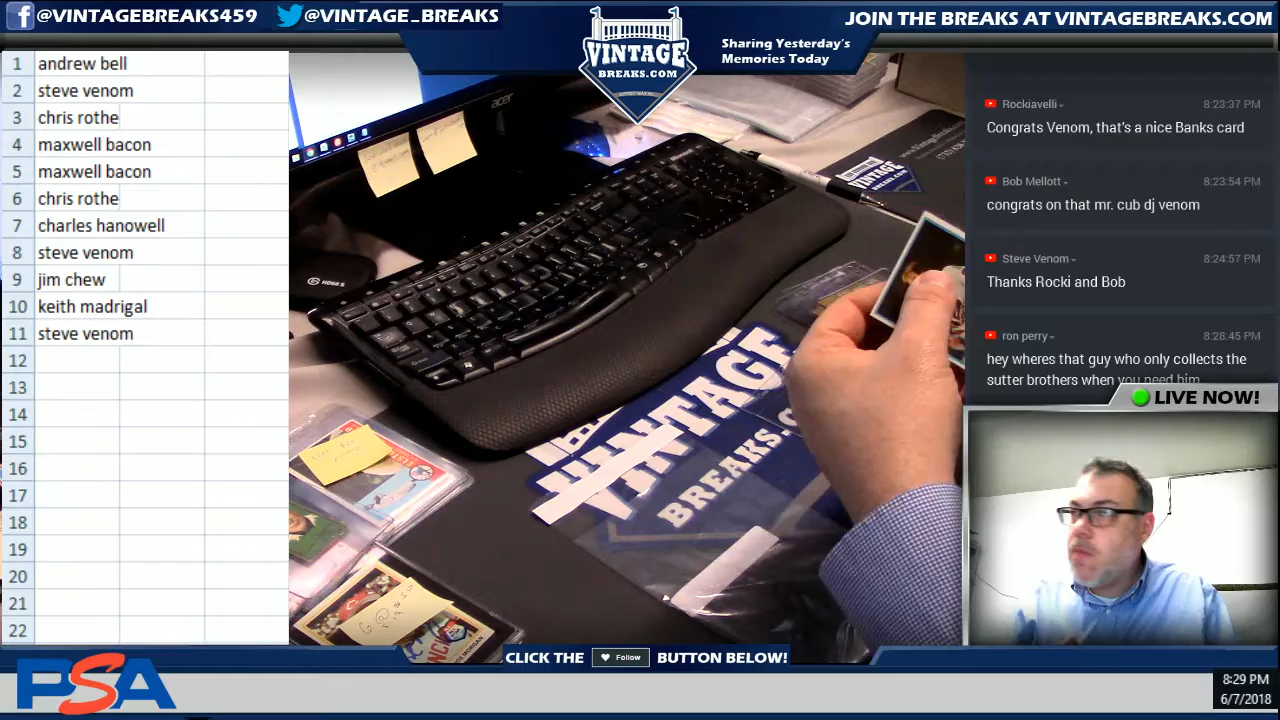 @VINTAGEBREAKS459
@VINTAGE_BREAKS
VINTAGE
BREAKS.COM
Sharing Yesterday's
Memories Today
JOIN THE BREAKS AT VINTAGEBREAKS.COM
1 andrew bell
2 steve venom
3 chris rothe
4 maxwell bacon
5 maxwell bacon
6 chris rothe
7 charles hanowell
8 steve venom
9 jim chew
10 keith madrigal
11 steve venom
12
13
14
15
16
17
18
19
20
21
22
acer
VINTAGE
BREAKS.C
Rockiavelli 8:23:37 PM
Congrats Venom, that's a nice Banks card
Bob Mellott 8:23:54 PM
congrats on that mr. cub dj venom
Steve Venom 8:24:57 PM
Thanks Rocki and Bob
ron perry 8:28:45 PM
hey wheres that guy who only collects the
sutter brothers when you need him
LIVE NOW!
CLICK THE Follow BUTTON BELOW!
PSA
8:29 PM
6/7/2018